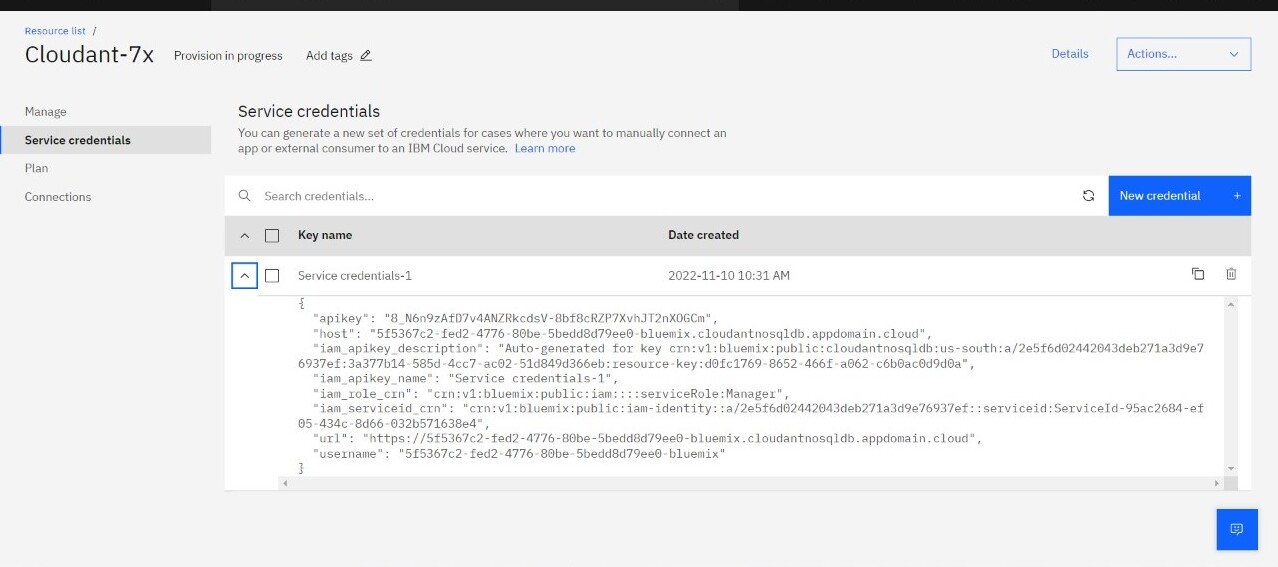 Resource list /
Cloudant-7x Provision in progress Add tags Details Actions...
Manage
Service credentials
Plan
Connections
Service credentials
You can generate a new set of credentials for cases where you want to manually connect an
app or external consumer to an IBM Cloud service. Learn more
Search credentials... New credential +
Key name Date created
Service credentials-1 2022-11-10 10:31 AM
{
"apikey": "8_N6n9zAfD7v4ANZRkcdsV-8bf8cRZP7XvhJT2nXOGCm",
"host": "5f5367c2-fed2-4776-80be-5bedd8d79ee0-bluemix.cloudantnosqldb.appdomain.cloud",
"iam_apikey_description": "Auto-generated for key crn:v1:bluemix:public:cloudantnosqldb:us-south:a/2e5f6d02442043deb271a3d9e7
6937ef:3a377b14-585d-4cc7-ac02-51d849d366eb:resource-key:d0fc1769-8652-466f-a062-c6b0ac0d9d0a",
"iam_apikey_name": "Service credentials-1",
"iam_role_crn": "crn:v1:bluemix:public:iam::::serviceRole:Manager",
"iam_serviceid_crn": "crn:v1:bluemix:public:iam-identity::a/2e5f6d02442043deb271a3d9e76937ef::serviceid:ServiceId-95ac2684-ef
05-434c-8d66-032b571638e4",
"url": "https://5f5367c2-fed2-4776-80be-5bedd8d79ee0-bluemix.cloudantnosqldb.appdomain.cloud",
"username": "5f5367c2-fed2-4776-80be-5bedd8d79ee0-bluemix"
}